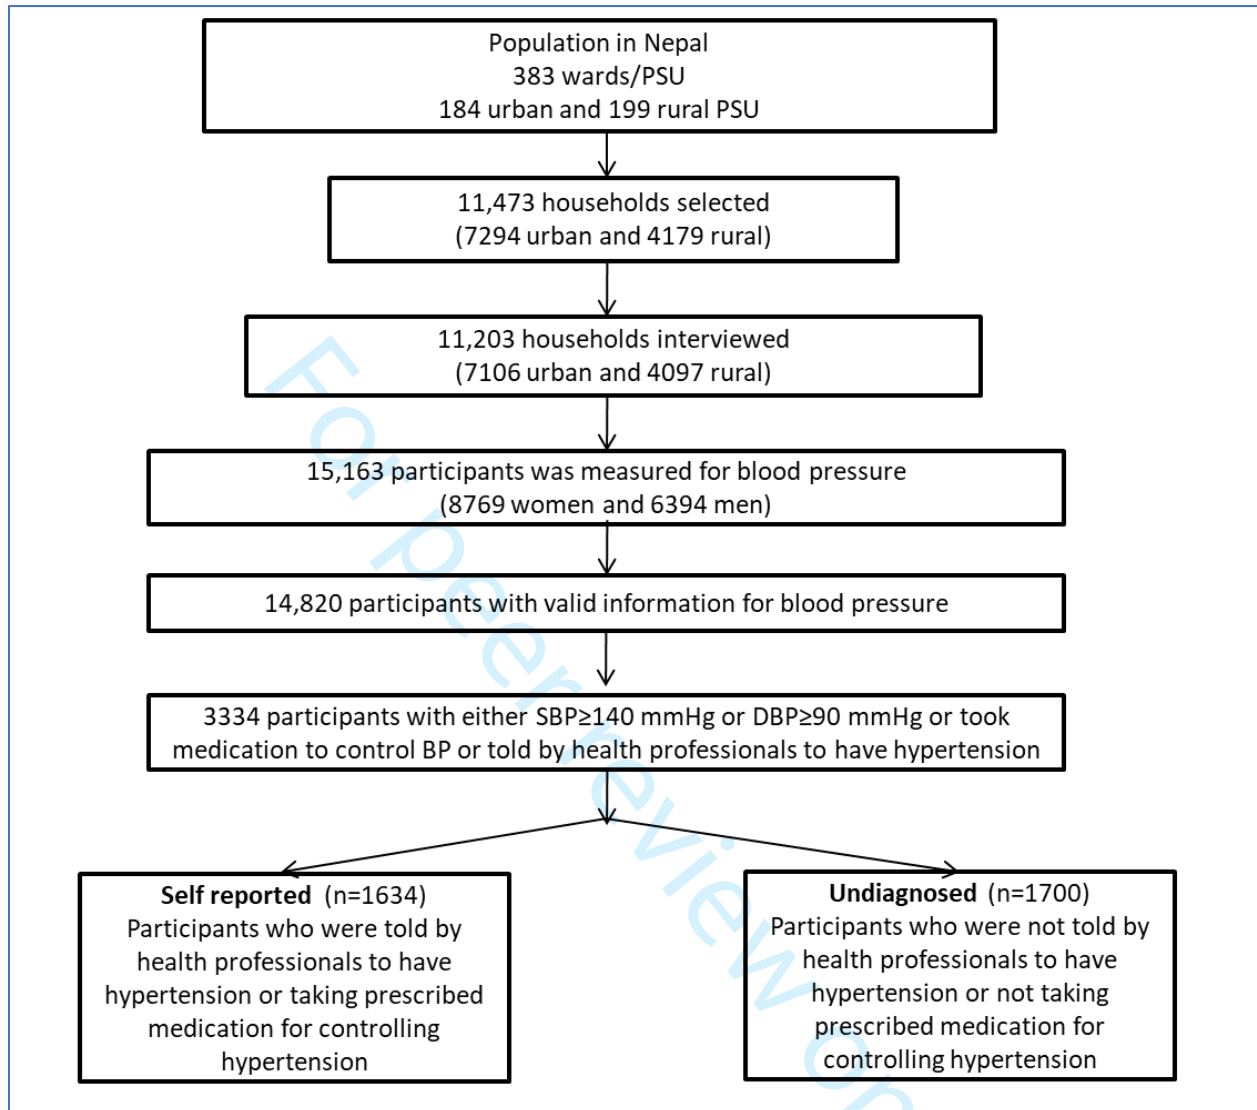 Population in Nepal
383 wards/PSU
184 urban and 199 rural PSU
11,473 households selected
(7294 urban and 4179 rural)
11,203 households interviewed
(7106 urban and 4097 rural)
15,163 participants was measured for blood pressure
(8769 women and 6394 men)
14,820 participants with valid information for blood pressure
3334 participants with either SBP≥140 mmHg or DBP≥90 mmHg or took
medication to control BP or told by health professionals to have hypertension
Self reported (n=1634)
Participants who were told by
health professionals to have
hypertension or taking prescribed
medication for controlling
hypertension
Undiagnosed (n=1700)
Participants who were not told by
health professionals to have
hypertension or not taking
prescribed medication for
controlling hypertension
For peer review on